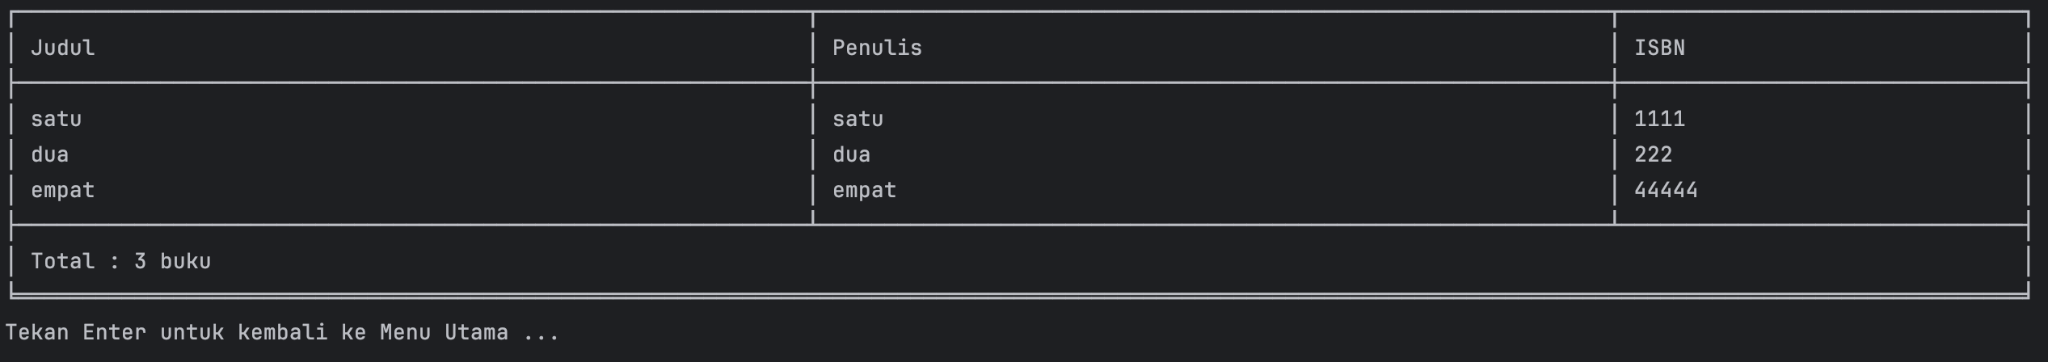 Judul Penulis ISBN
satu satu 1111
dua dua 222
empat empat 44444
Total : 3 buku
Tekan Enter untuk kembali ke Menu Utama ...